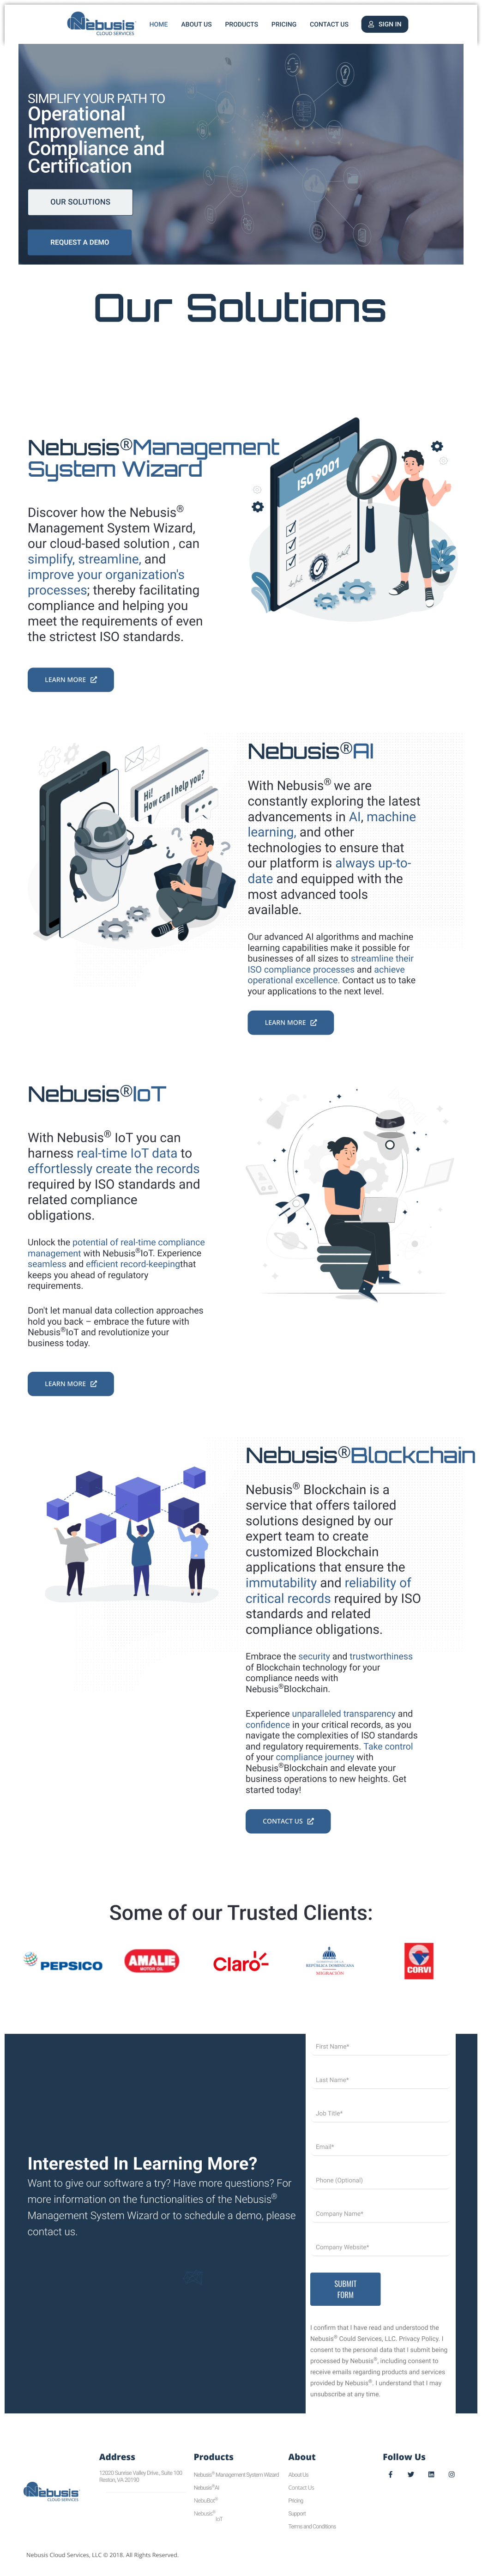 Nebusis®
CLOUD SERVICES
HOME
ABOUT US
PRODUCTS
PRICING
CONTACT US
SIGN IN
SIMPLIFY YOUR PATH TO
Operational
Improvement,
Compliance and
Certification
OUR SOLUTIONS
REQUEST A DEMO
Our Solutions
Nebusis®Management
System Wizard
Discover how the Nebusis®
Management System Wizard,
our cloud-based solution , can
simplify, streamline, and
improve your organization's
processes; thereby facilitating
compliance and helping you
meet the requirements of even
the strictest ISO standards.
LEARN MORE
ISO 9001
Hi!
How can I help you?
Nebusis®AI
With Nebusis® we are
constantly exploring the latest
advancements in AI, machine
learning, and other
technologies to ensure that
our platform is always up-to-
date and equipped with the
most advanced tools
available.
Our advanced AI algorithms and machine
learning capabilities make it possible for
businesses of all sizes to streamline their
ISO compliance processes and achieve
operational excellence. Contact us to take
your applications to the next level.
LEARN MORE
Nebusis®IoT
With Nebusis® IoT you can
harness real-time IoT data to
effortlessly create the records
required by ISO standards and
related compliance
obligations.
Unlock the potential of real-time compliance
management with Nebusis®IoT. Experience
seamless and efficient record-keepingthat
keeps you ahead of regulatory
requirements.
Don't let manual data collection approaches
hold you back – embrace the future with
Nebusis®IoT and revolutionize your
business today.
LEARN MORE
Nebusis®Blockchain
Nebusis® Blockchain is a
service that offers tailored
solutions designed by our
expert team to create
customized Blockchain
applications that ensure the
immutability and reliability of
critical records required by ISO
standards and related
compliance obligations.
Embrace the security and trustworthiness
of Blockchain technology for your
compliance needs with
Nebusis®Blockchain.
Experience unparalleled transparency and
confidence in your critical records, as you
navigate the complexities of ISO standards
and regulatory requirements. Take control
of your compliance journey with
Nebusis®Blockchain and elevate your
business operations to new heights. Get
started today!
CONTACT US
Some of our Trusted Clients:
PEPSICO
AMALIE
MOTOR OIL
Claro
REPÚBLICA DOMINICANA
MIGRACIÓN
CORVI
Interested In Learning More?
Want to give our software a try? Have more questions? For
more information on the functionalities of the Nebusis®
Management System Wizard or to schedule a demo, please
contact us.
First Name*
Last Name*
Job Title*
Email*
Phone (Optional)
Company Name*
Company Website*
SUBMIT
FORM
I confirm that I have read and understood the
Nebusis® Could Services, LLC. Privacy Policy. I
consent to the personal data that I submit being
processed by Nebusis®, including consent to
receive emails regarding products and services
provided by Nebusis®. I understand that I may
unsubscribe at any time.
Nebusis
CLOUD SERVICES
Address
12020 Sunrise Valley Drive., Suite 100
Reston, VA 20190
Products
Nebusis® Management System Wizard
Nebusis®AI
NebuBot®
Nebusis®
IoT
About
About Us
Contact Us
Pricing
Support
Terms and Conditions
Follow Us
Nebusis Cloud Services, LLC © 2018. All Rights Reserved.